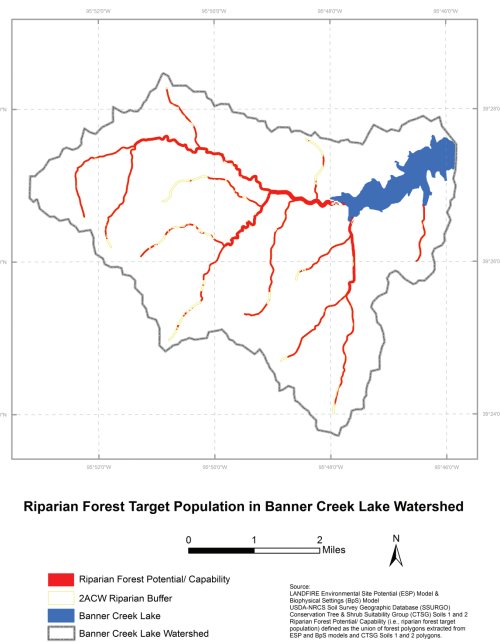 Riparian Forest Target Population in Banner Creek Lake Watershed
0 1 2
Miles
N
Riparian Forest Potential/ Capability
2ACW Riparian Buffer
Banner Creek Lake
Banner Creek Lake Watershed
Source:
LANDFIRE Environmental Site Potential (ESP) Model &
Biophysical Settings (BpS) Model
USDA-NRCS Soil Survey Geographic Database (SSURGO)
Conservation Tree & Shrub Suitability Group (CTSG) Soils 1 and 2
Riparian Forest Potential/ Capability (i.e., riparian forest target
population) defined as the union of forest polygons extracted from
ESP and BpS models and CTSG Soils 1 and 2 polygons.